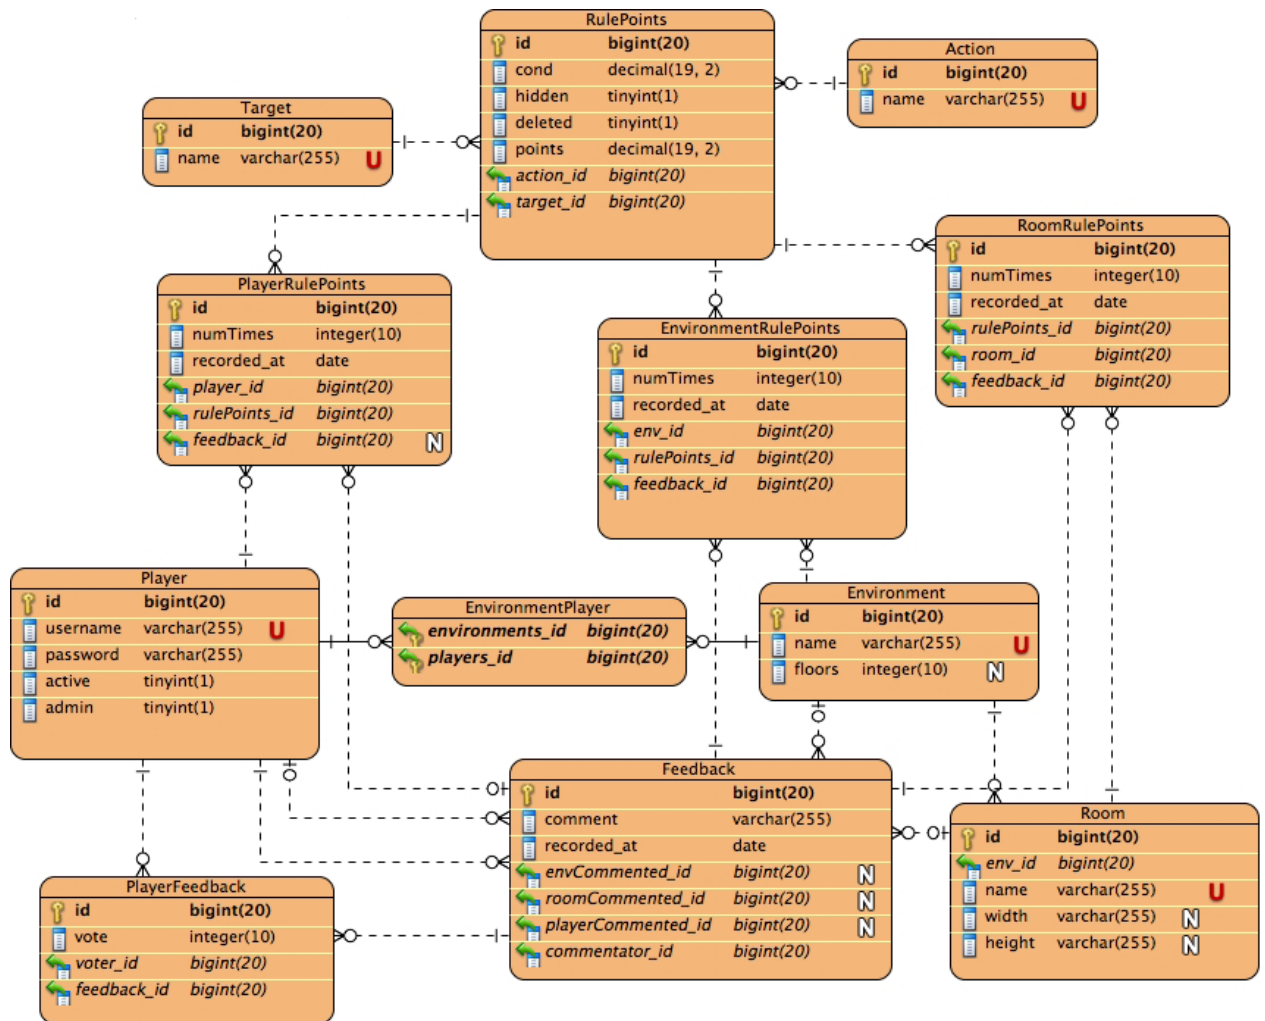 RulePoints
id bigint(20)
cond decimal(19, 2)
hidden tinyint(1)
deleted tinyint(1)
points decimal(19, 2)
action_id bigint(20)
target_id bigint(20)
Action
id bigint(20)
name varchar(255) U
Target
id bigint(20)
name varchar(255) U
RoomRulePoints
id bigint(20)
numTimes integer(10)
recorded_at date
rulePoints_id bigint(20)
room_id bigint(20)
feedback_id bigint(20)
PlayerRulePoints
id bigint(20)
numTimes integer(10)
recorded_at date
player_id bigint(20)
rulePoints_id bigint(20)
feedback_id bigint(20) N
EnvironmentRulePoints
id bigint(20)
numTimes integer(10)
recorded_at date
env_id bigint(20)
rulePoints_id bigint(20)
feedback_id bigint(20)
Player
id bigint(20)
username varchar(255) U
password varchar(255)
active tinyint(1)
admin tinyint(1)
EnvironmentPlayer
environments_id bigint(20)
players_id bigint(20)
Environment
id bigint(20)
name varchar(255) U
floors integer(10) N
Feedback
id bigint(20)
comment varchar(255)
recorded_at date
envCommented_id bigint(20) N
roomCommented_id bigint(20) N
playerCommented_id bigint(20) N
commentator_id bigint(20)
Room
id bigint(20)
env_id bigint(20)
name varchar(255) U
width varchar(255) N
height varchar(255) N
PlayerFeedback
id bigint(20)
vote integer(10)
voter_id bigint(20)
feedback_id bigint(20)